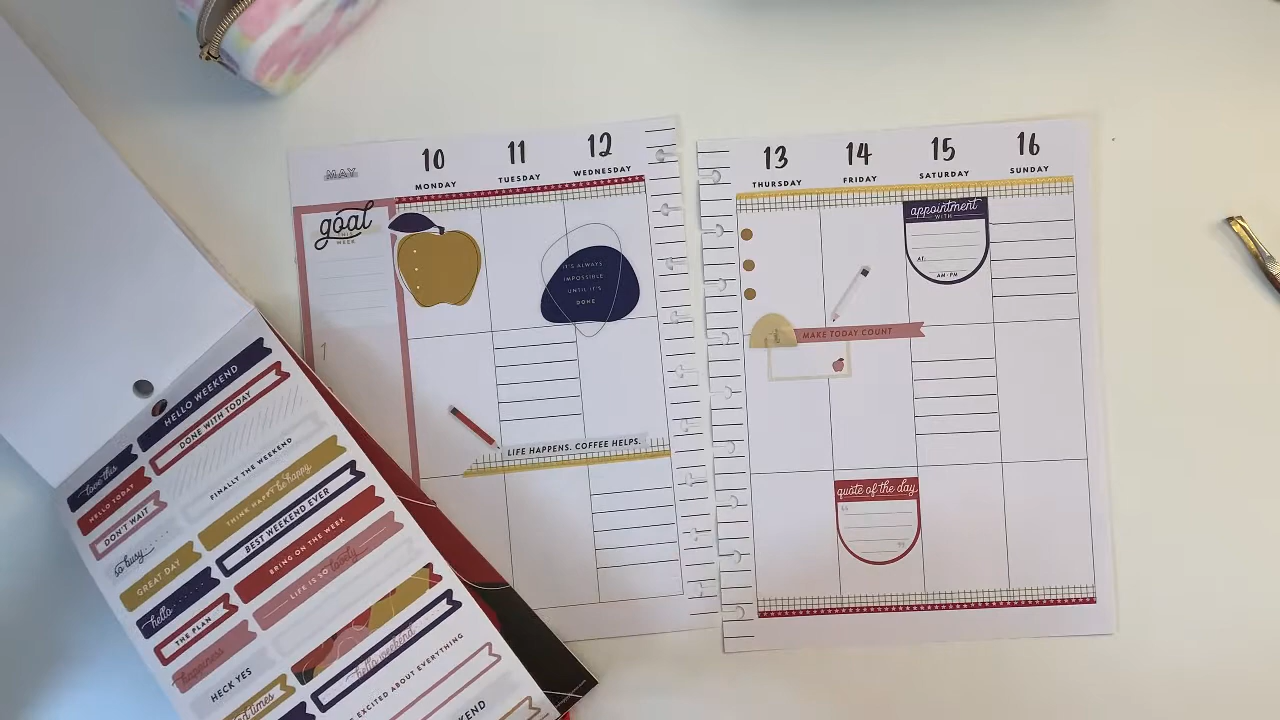 MAY
10
MONDAY
11
TUESDAY
12
WEDNESDAY
13
THURSDAY
14
FRIDAY
15
SATURDAY
16
SUNDAY
goal
THIS
WEEK
IT'S ALWAYS
IMPOSSIBLE
UNTIL IT'S
DONE
LIFE HAPPENS. COFFEE HELPS.
appointment
WITH
AT:
AM • PM
MAKE TODAY COUNT
quote of the day
HELLO WEEKEND
love this
DONE WITH TODAY
HELLO TODAY
FINALLY THE WEEKEND
DON'T WAIT
THINK HAPPY be happy
so busy
BEST WEEKEND EVER
GREAT DAY
BRING ON THE WEEK
hello
LIFE IS SO lovely
THE PLAN
happiness
hello weekend
HECK YES
EXCITED ABOUT EVERYTHING